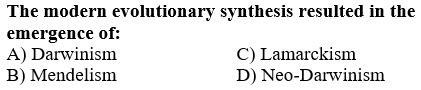 The modern evolutionary synthesis resulted in the
emergence of:
A) Darwinism C) Lamarckism
B) Mendelism D) Neo-Darwinism